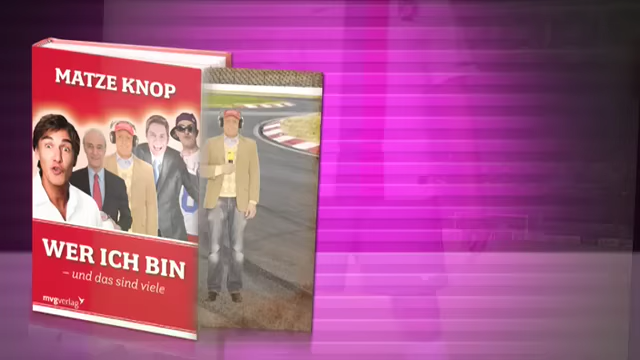 MATZE KNOP
WER ICH BIN
– und das sind viele
mvgverlag